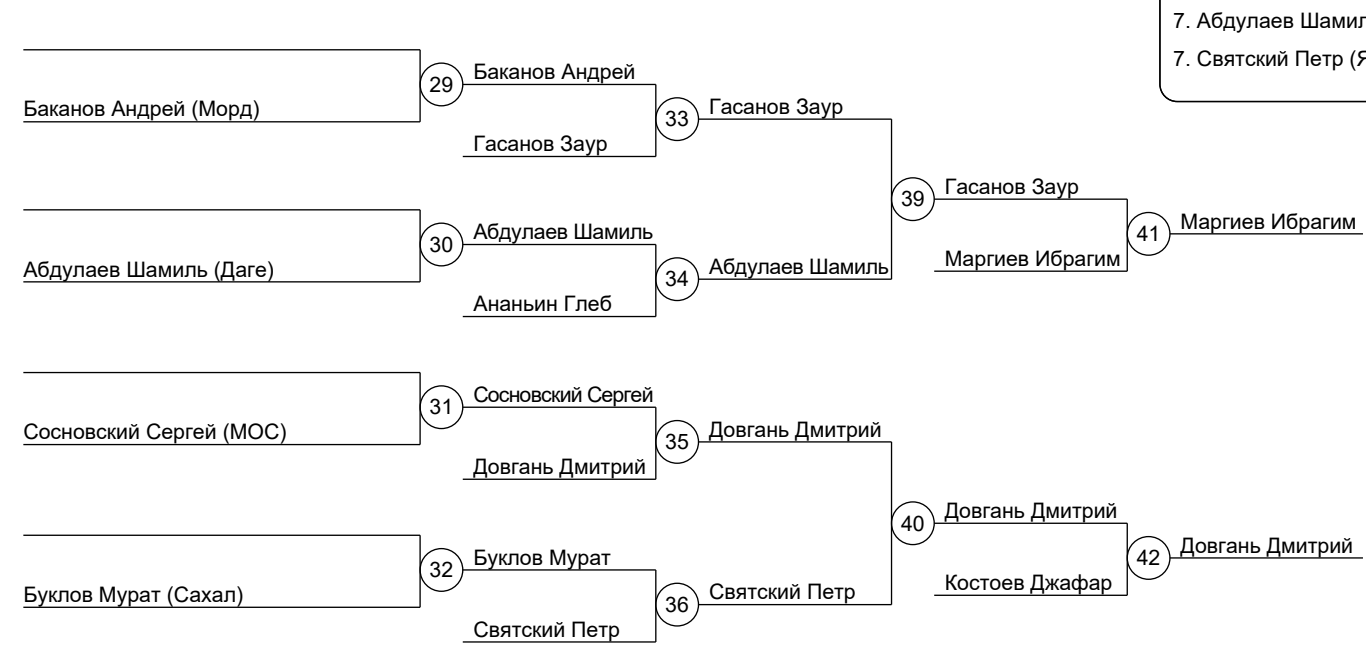 7. Абдулаев Шамил
7. Святский Петр (Я
Баканов Андрей
29
Баканов Андрей (Морд)
Гасанов Заур
33
Гасанов Заур
Гасанов Заур
39
Абдулаев Шамиль
30
Абдулаев Шамиль (Даге)
Маргиев Ибрагим
41
Маргиев Ибрагим
Абдулаев Шамиль
34
Ананьин Глеб
Сосновский Сергей
31
Сосновский Сергей (МОС)
Довгань Дмитрий
35
Довгань Дмитрий
Довгань Дмитрий
40
Буклов Мурат
32
Буклов Мурат (Сахал)
Довгань Дмитрий
42
Костоев Джафар
Святский Петр
36
Святский Петр